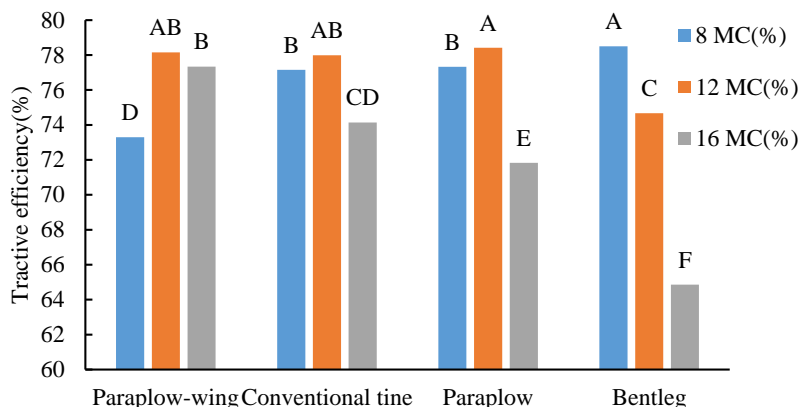 80
78
76
74
72
70
68
66
64
62
60
Tractive efficiency(%)
D
AB
B
B
AB
CD
B
A
E
A
C
F
8 MC(%)
12 MC(%)
16 MC(%)
Paraplow-wing
Conventional tine
Paraplow
Bentleg